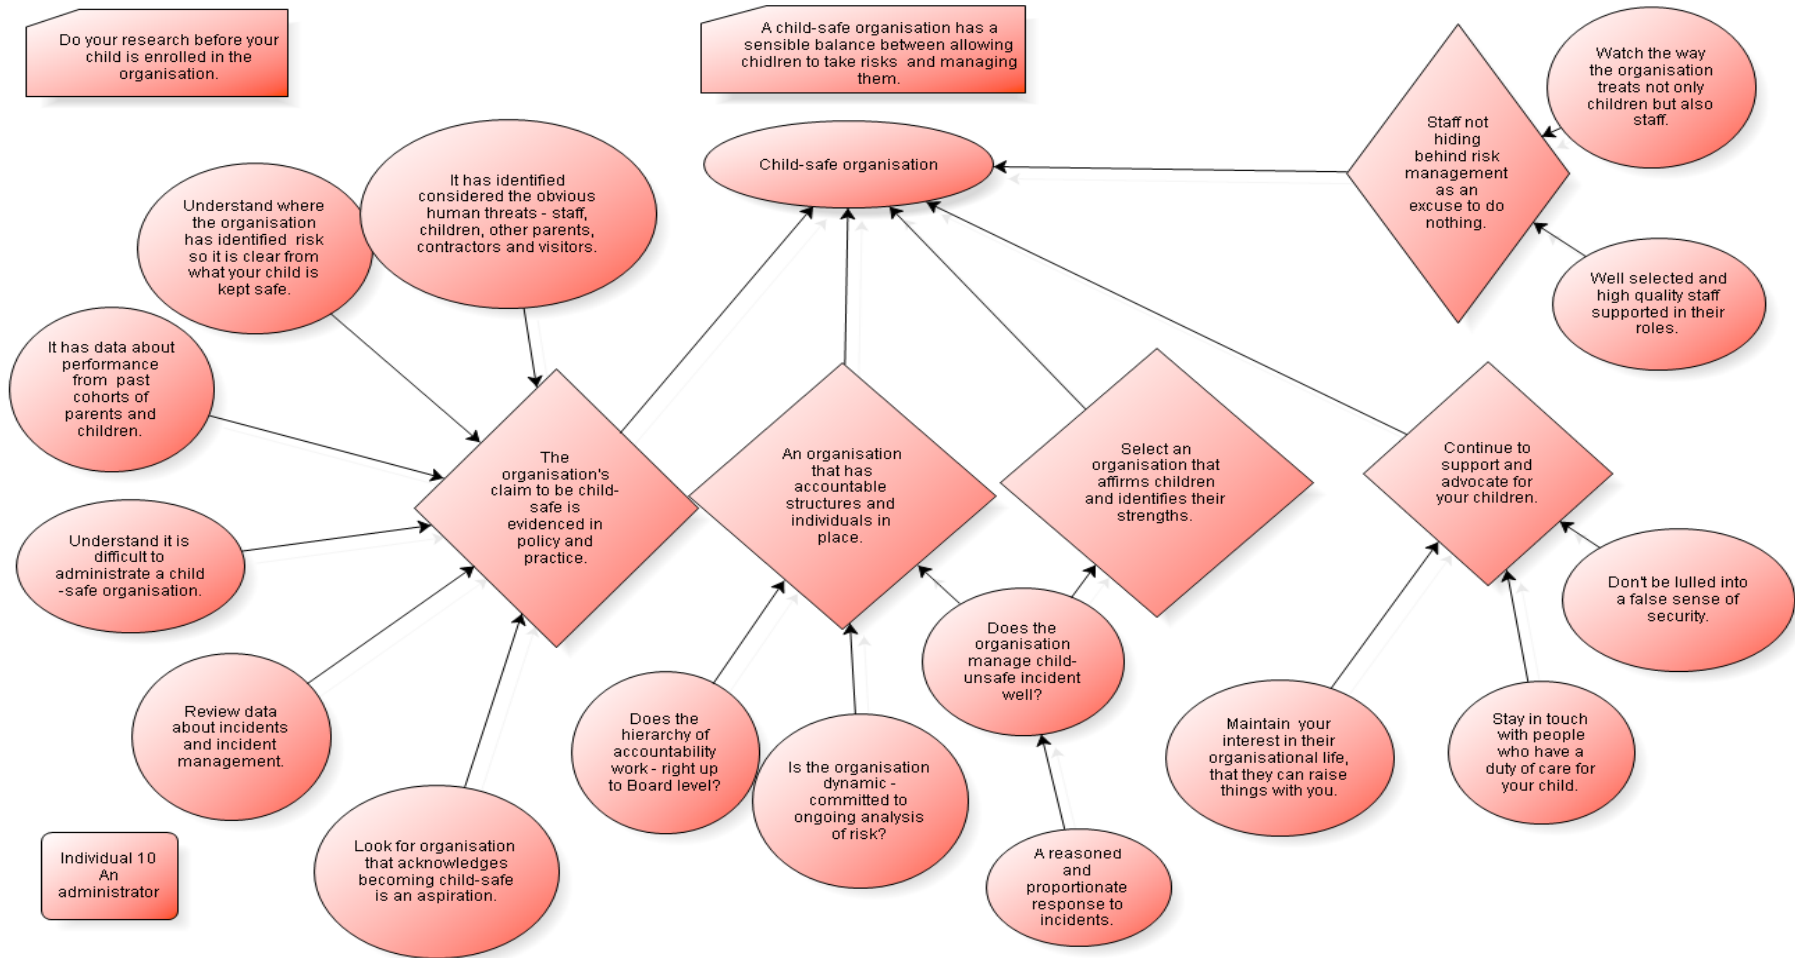 Do your research before your
child is enrolled in the
organisation.
A child-safe organisation has a
sensible balance between allowing
chidlren to take risks and managing
them.
Watch the way
the organisation
treats not only
children but also
staff.
Staff not
hiding
behind risk
management
as an
excuse to do
nothing.
Child-safe organisation
It has identified
considered the obvious
human threats - staff,
children, other parents,
contractors and visitors.
Understand where
the organisation
has identified risk
so it is clear from
what your child is
kept safe.
Well selected and
high quality staff
supported in their
roles.
It has data about
performance
from past
cohorts of
parents and
children.
The
organisation's
claim to be child-
safe is
evidenced in
policy and
practice.
An organisation
that has
accountable
structures and
individuals in
place.
Select an
organisation that
affirms children
and identifies their
strengths.
Continue to
support and
advocate for
your children.
Understand it is
difficult to
administrate a child
-safe organisation.
Don't be lulled into
a false sense of
security.
Does the
organisation
manage child-
unsafe incident
well?
Review data
about incidents
and incident
management.
Does the
hierarchy of
accountability
work - right up
to Board level?
Is the organisation
dynamic -
committed to
ongoing analysis
of risk?
Maintain your
interest in their
organisational life,
that they can raise
things with you.
Stay in touch
with people
who have a
duty of care for
your child.
Individual 10
An
administrator
Look for organisation
that acknowledges
becoming child-safe
is an aspiration.
A reasoned
and
proportionate
response to
incidents.